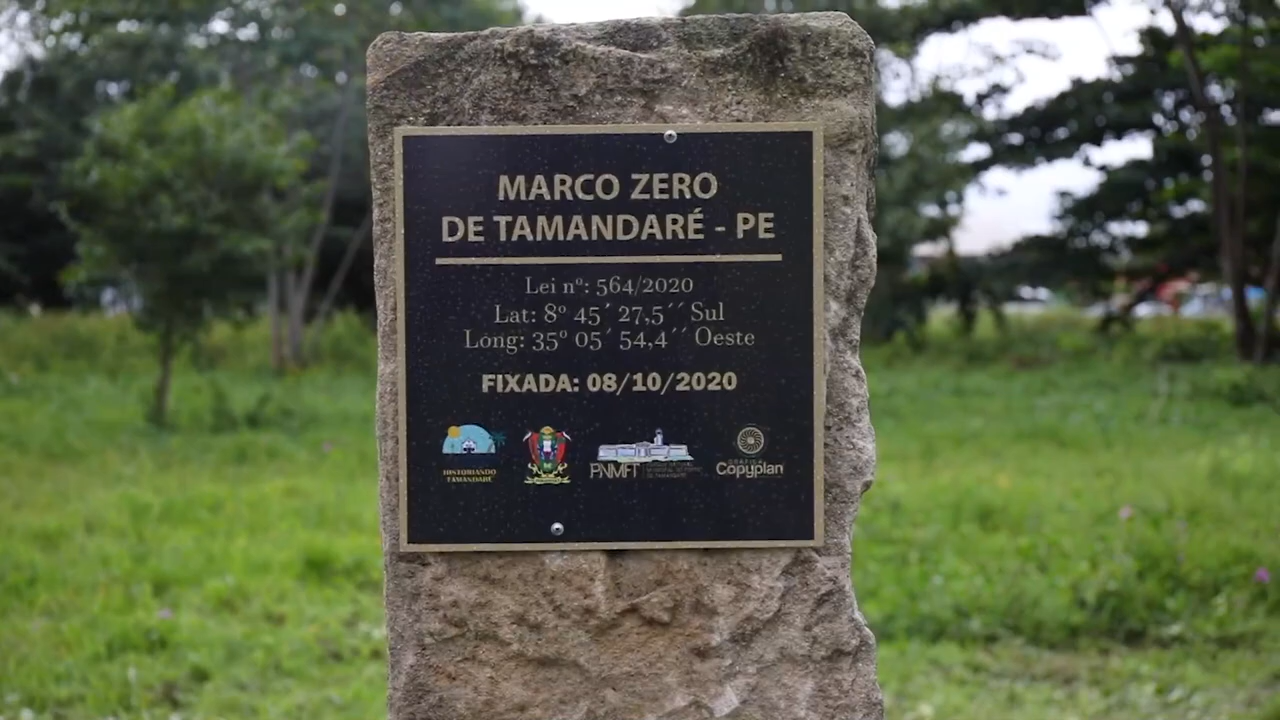 MARCO ZERO
DE TAMANDARÉ - PE
Lei nº: 564/2020
Lat: 8º 45´ 27,5´´ Sul
Long: 35º 05´ 54,4´´ Oeste
FIXADA: 08/10/2020
HISTORIANDO
TAMANDARÉ
PNMFT
GRÁFICA
Copyplan